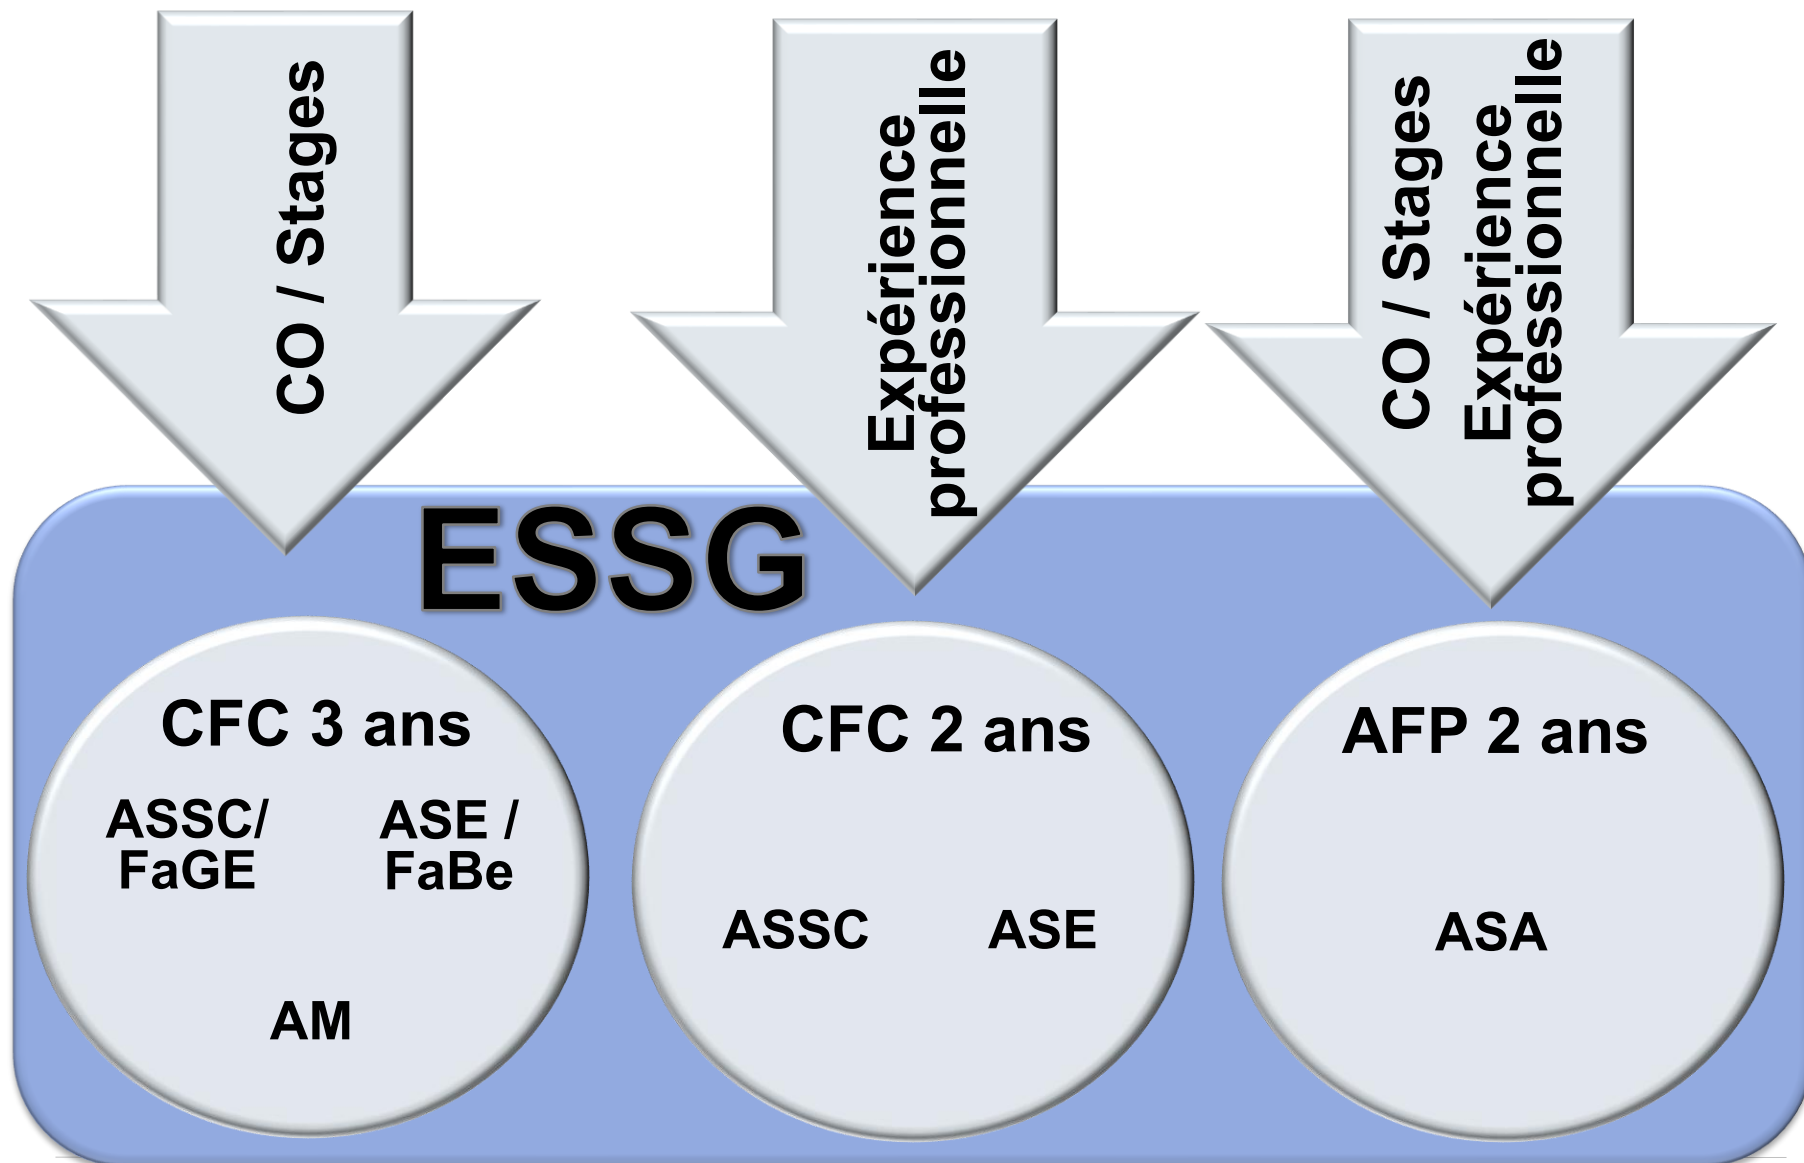 CO / Stages
Expérience
professionnelle
CO / Stages
Expérience
professionnelle
ESSG
CFC 3 ans
ASSC/
FaGE
ASE /
FaBe
AM
CFC 2 ans
ASSC
ASE
AFP 2 ans
ASA